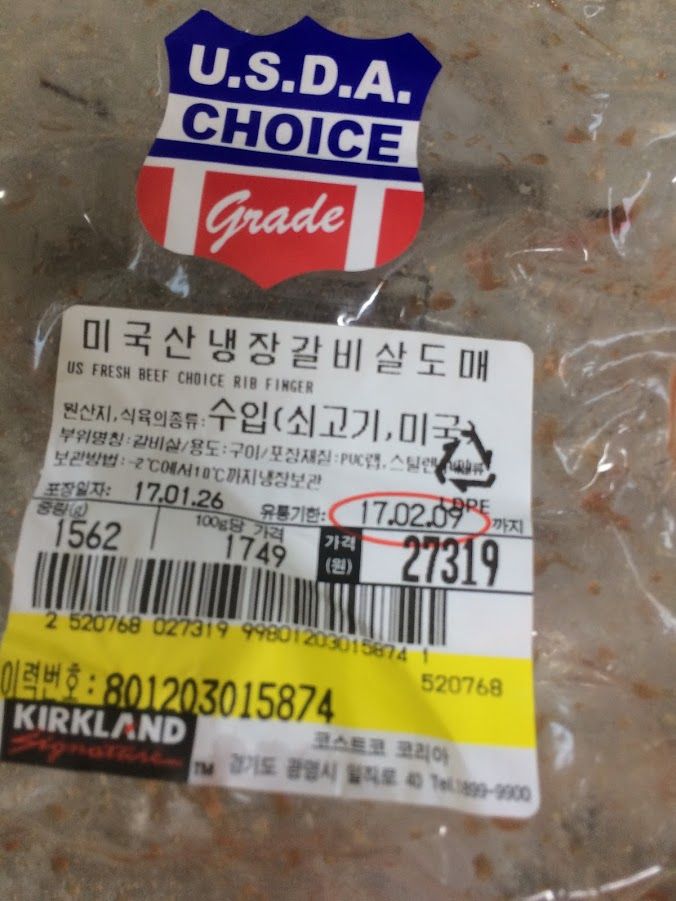 U.S.D.A.
CHOICE
Grade
미국산냉장갈비살도매
US FRESH BEEF CHOICE RIB FINGER
원산지,식육의종류:수입(쇠고기,미국
부위명칭:갈비살/용도:구이/포장재질:PVC랩,스틸렌
보관방법:-2℃에서10℃까지냉장보관
LDPE
포장일자: 17.01.26 유통기한: 17.02.09 까지
중량(g) 100g당 가격 가격(원)
1562 1749 27319
2 520768 027319 99801203015874 1
520768
이력번호:801203015874
KIRKLAND
Signature TM
코스트코 코리아
경기도 광명시 일직로 40 Tel.1899-9900